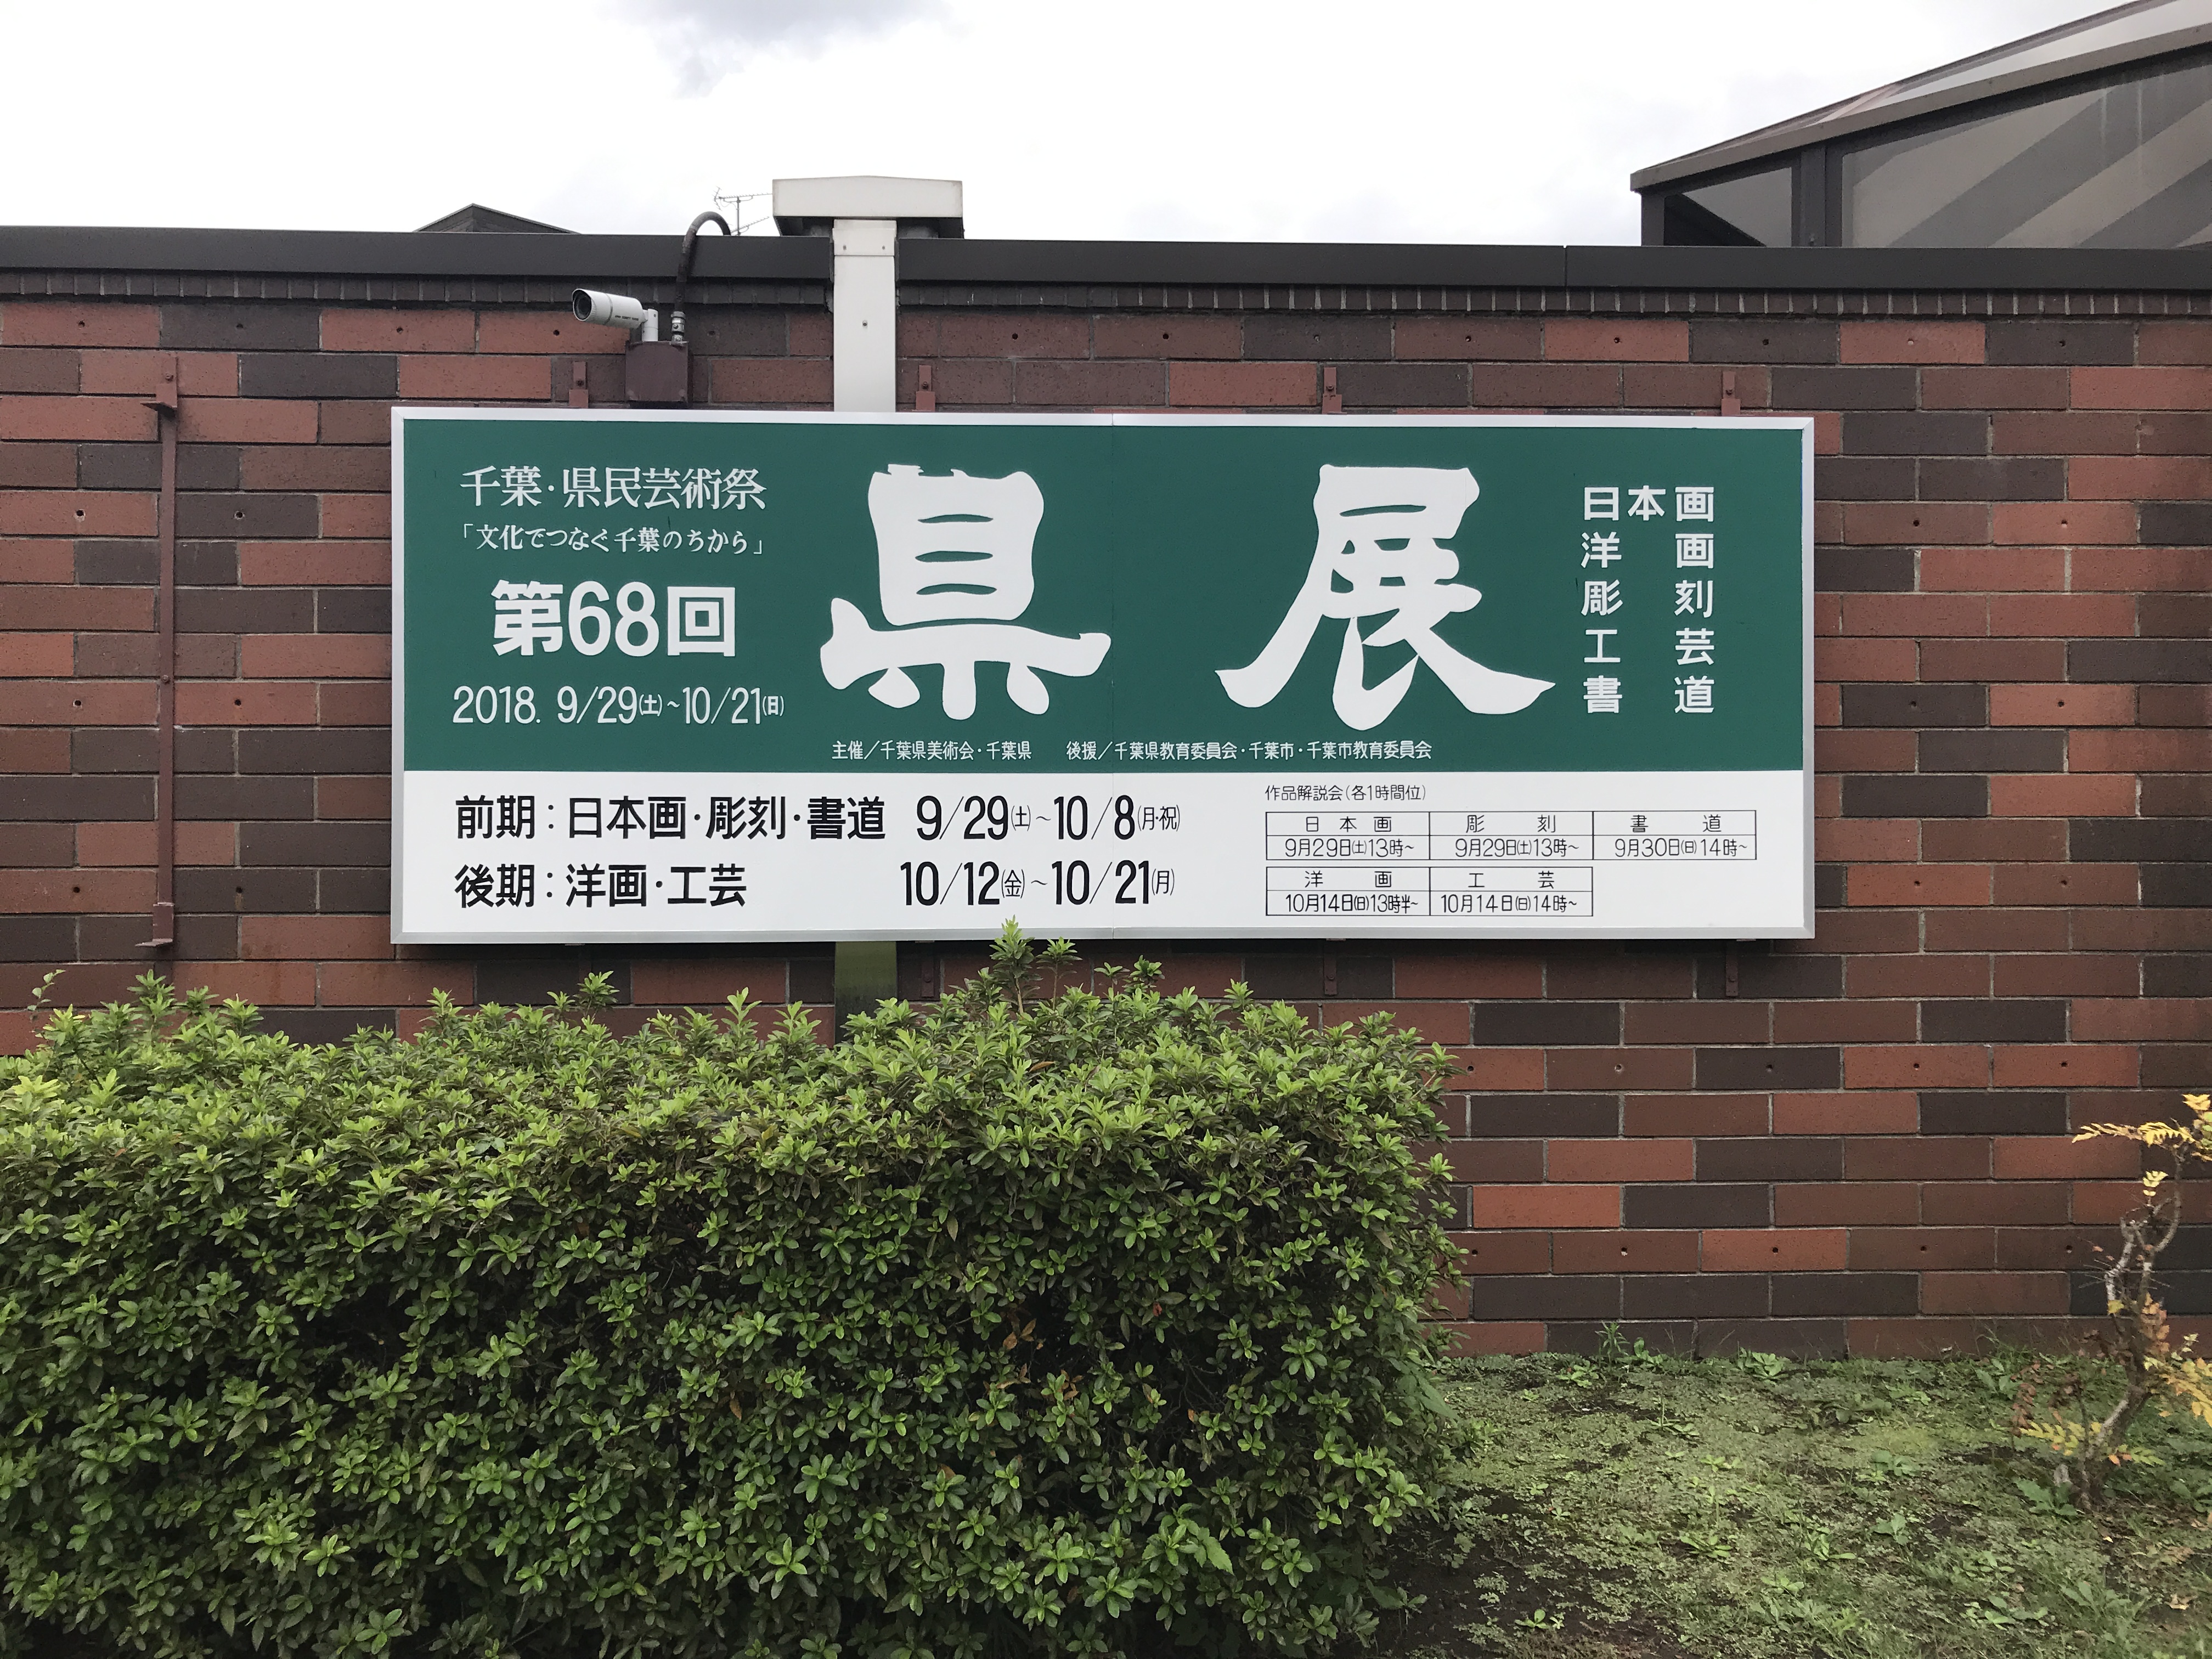 千葉・県民芸術祭
「文化でつなぐ千葉のちから」
第68回
2018. 9/29(土)~10/21(日)
県展
日本画
洋画
彫刻
工芸
書道
主催/千葉県美術会・千葉県 後援/千葉県教育委員会・千葉市・千葉市教育委員会
前期:日本画・彫刻・書道 9/29(土)~10/8(月・祝)
後期:洋画・工芸 10/12(金)~10/21(月)
作品解説会(各1時間位)
日本画 彫刻 書道
9月29日(土)13時~ 9月29日(土)13時~ 9月30日(日)14時~
洋画 工芸
10月14日(日)13時半~ 10月14日(日)14時~